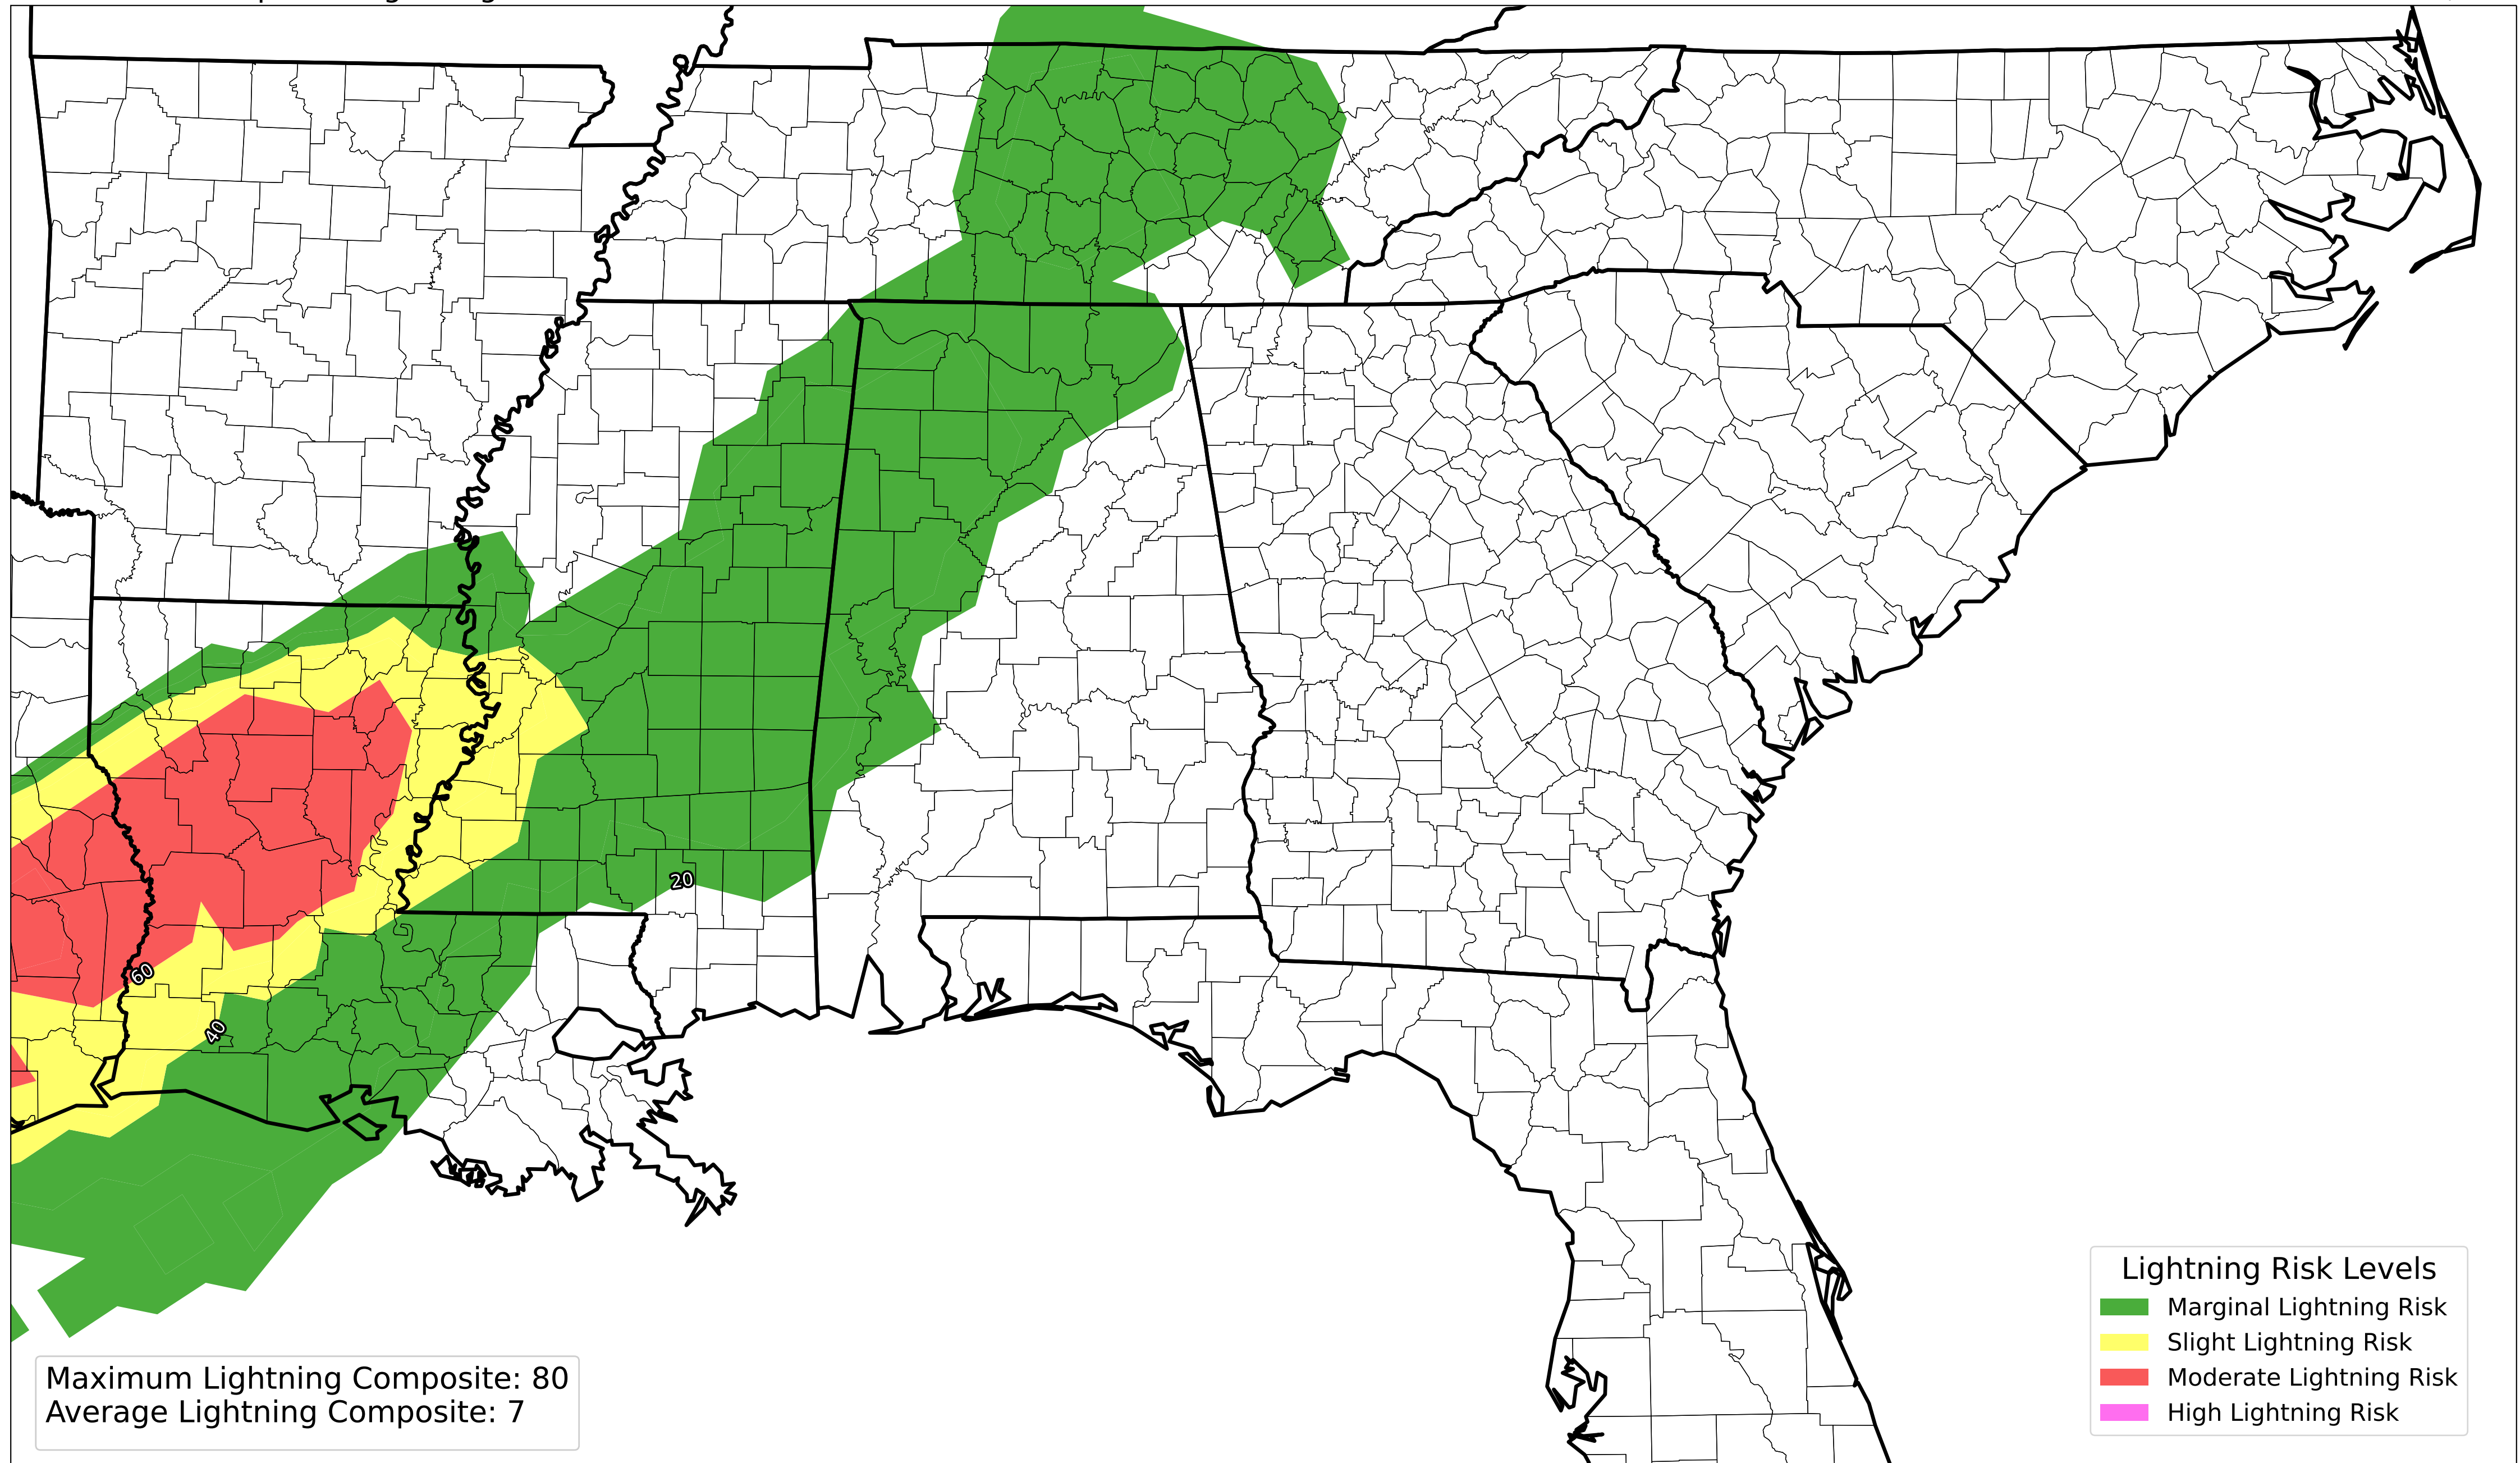 20
60
40
Lightning Risk Levels
Marginal Lightning Risk
Slight Lightning Risk
Moderate Lightning Risk
High Lightning Risk
Maximum Lightning Composite: 80
Average Lightning Composite: 7